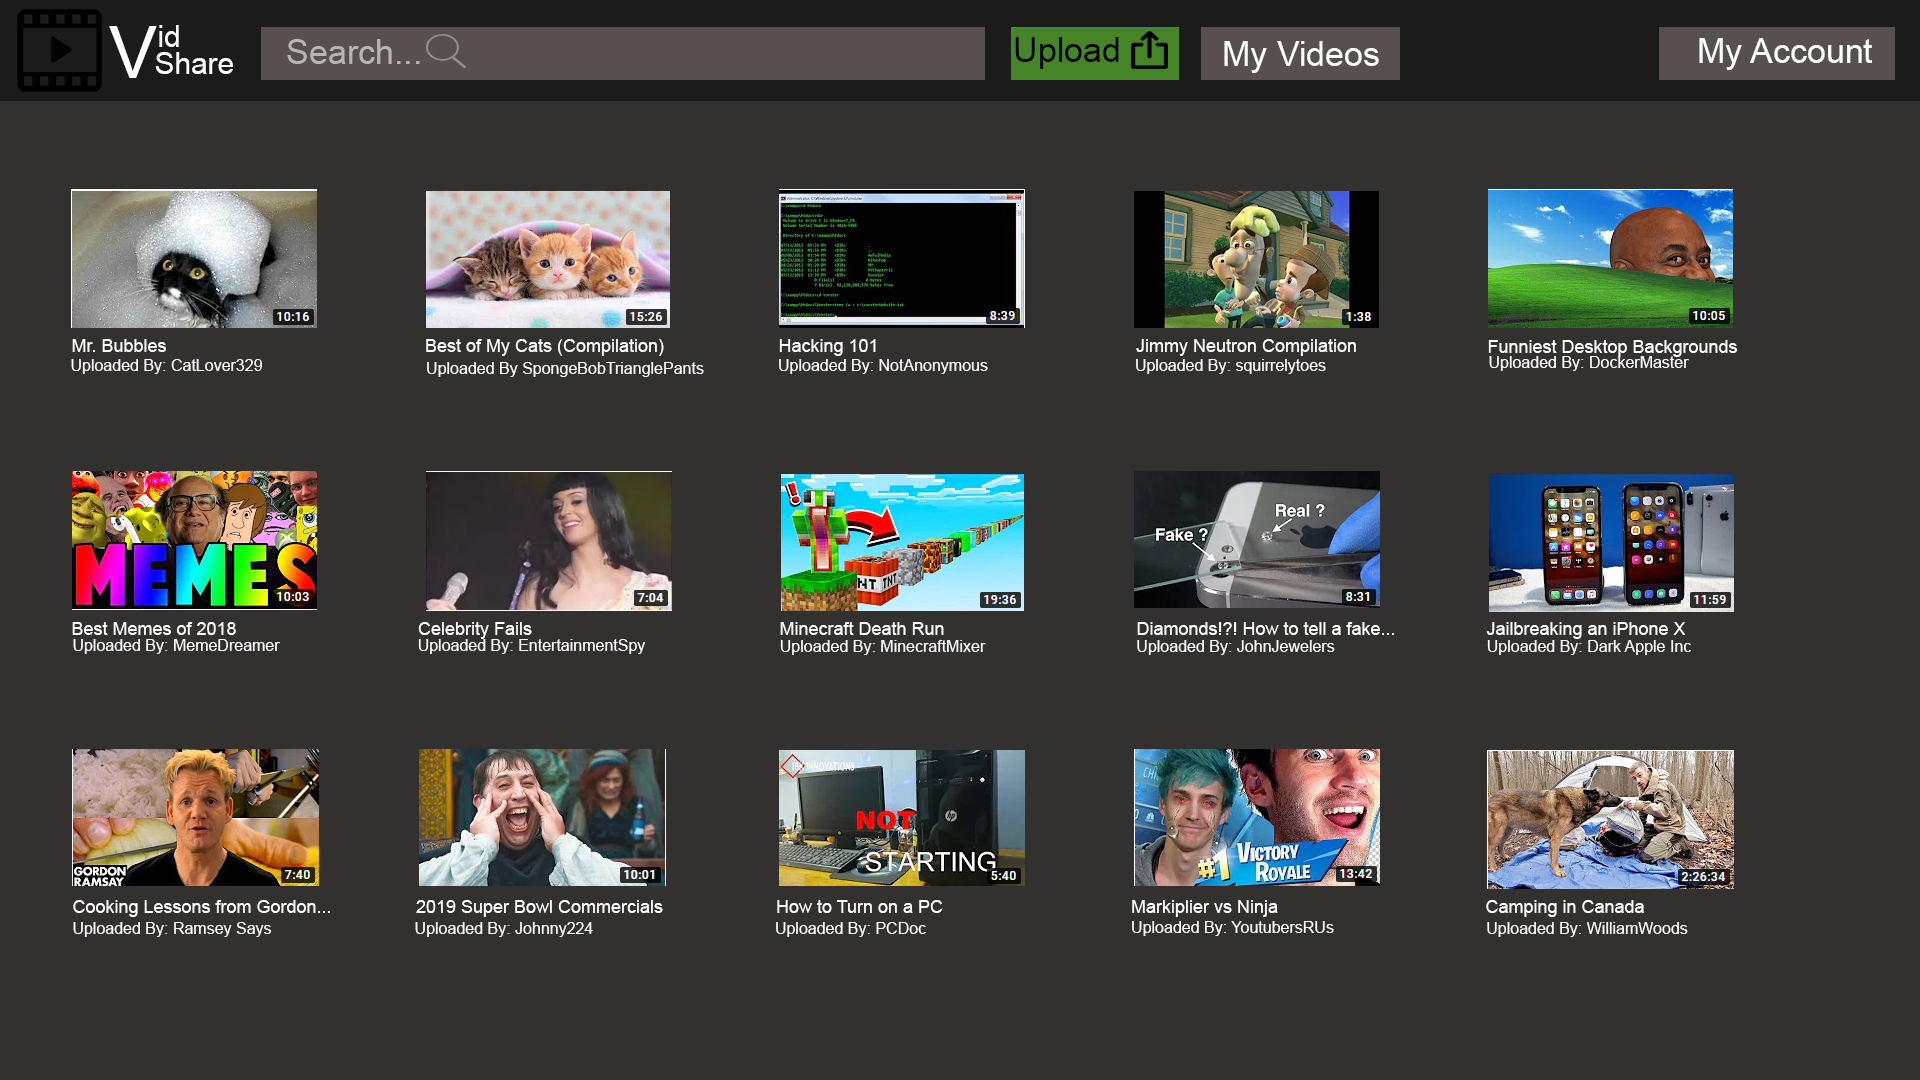 Vid
Share
Search...
Upload
My Videos
My Account
10:16
15:26
8:39
1:38
10:05
Mr. Bubbles
Uploaded By: CatLover329
Best of My Cats (Compilation)
Uploaded By SpongeBobTrianglePants
Hacking 101
Uploaded By: NotAnonymous
Jimmy Neutron Compilation
Uploaded By: squirrelytoes
Funniest Desktop Backgrounds
Uploaded By: DockerMaster
MEMES
10:03
7:04
TNT
19:36
Fake ?
Real ?
8:31
11:59
Best Memes of 2018
Uploaded By: MemeDreamer
Celebrity Fails
Uploaded By: EntertainmentSpy
Minecraft Death Run
Uploaded By: MinecraftMixer
Diamonds!?! How to tell a fake...
Uploaded By: JohnJewelers
Jailbreaking an iPhone X
Uploaded By: Dark Apple Inc
GORDON
RAMSAY
7:40
10:01
INNOVATIONS
NOT
STARTING
hp
5:40
#1 VICTORY
ROYALE
13:42
2:26:34
Cooking Lessons from Gordon...
Uploaded By: Ramsey Says
2019 Super Bowl Commercials
Uploaded By: Johnny224
How to Turn on a PC
Uploaded By: PCDoc
Markiplier vs Ninja
Uploaded By: YoutubersRUs
Camping in Canada
Uploaded By: WilliamWoods